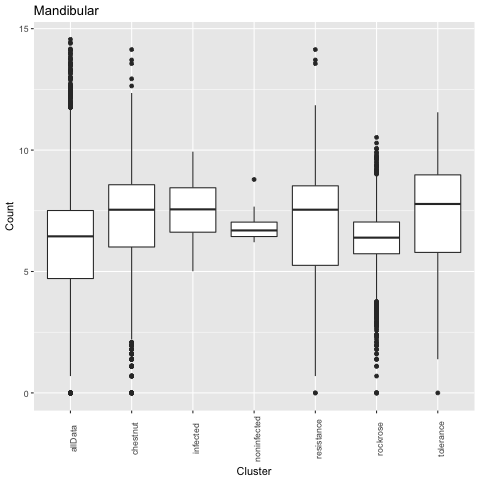 Mandibular
Count
15
10
5
0
allData
chestnut
infected
noninfected
resistance
rockrose
tolerance
Cluster